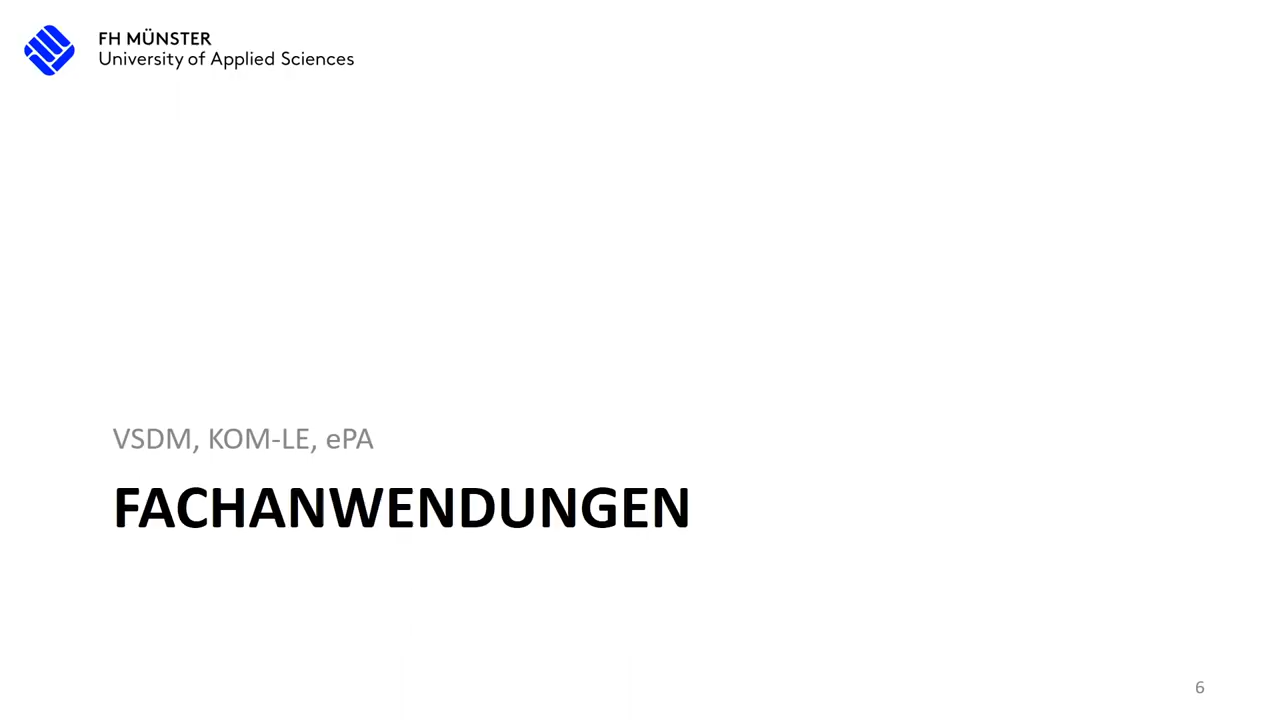 FH MÜNSTER
University of Applied Sciences
VSDM, KOM-LE, ePA
FACHANWENDUNGEN
6